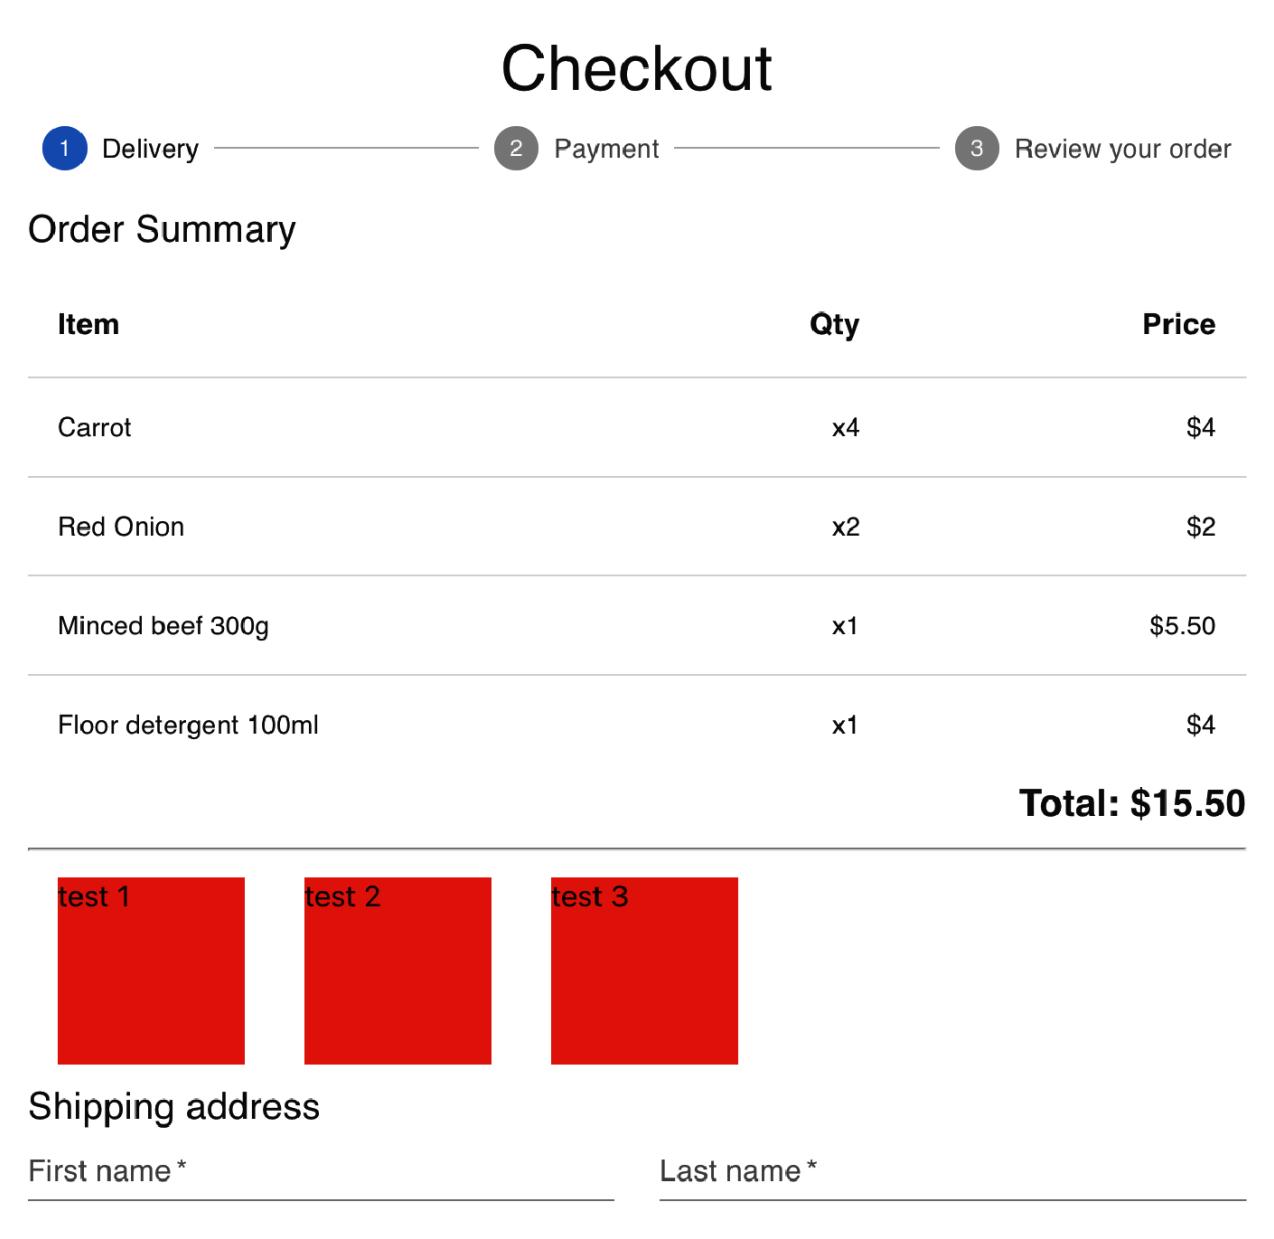 Checkout
1 Delivery 2 Payment 3 Review your order
Order Summary
Item Qty Price
Carrot x4 $4
Red Onion x2 $2
Minced beef 300g x1 $5.50
Floor detergent 100ml x1 $4
Total: $15.50
test 1 test 2 test 3
Shipping address
First name * Last name *